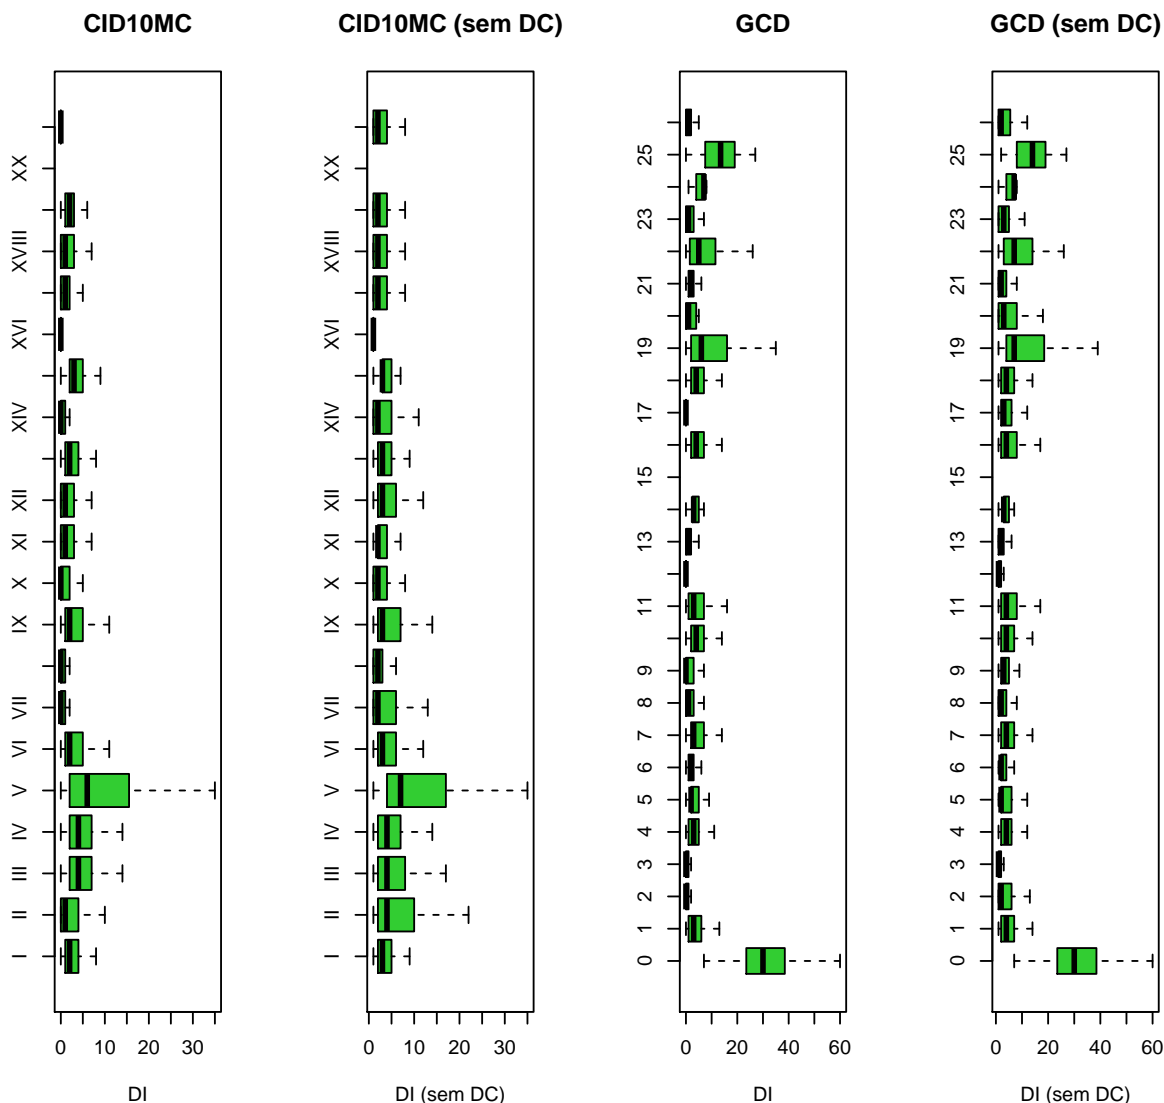 CID10MC
XX
XVIII
XVI
XIV
XII
XI
X
IX
VII
VI
V
IV
III
II
I
0 10 20 30
DI
CID10MC (sem DC)
XX
XVIII
XVI
XIV
XII
XI
X
IX
VII
VI
V
IV
III
II
I
0 10 20 30
DI (sem DC)
GCD
25
23
21
19
17
15
13
11
9
8
7
6
5
4
3
2
1
0
0 20 40 60
DI
GCD (sem DC)
25
23
21
19
17
15
13
11
9
8
7
6
5
4
3
2
1
0
0 20 40 60
DI (sem DC)